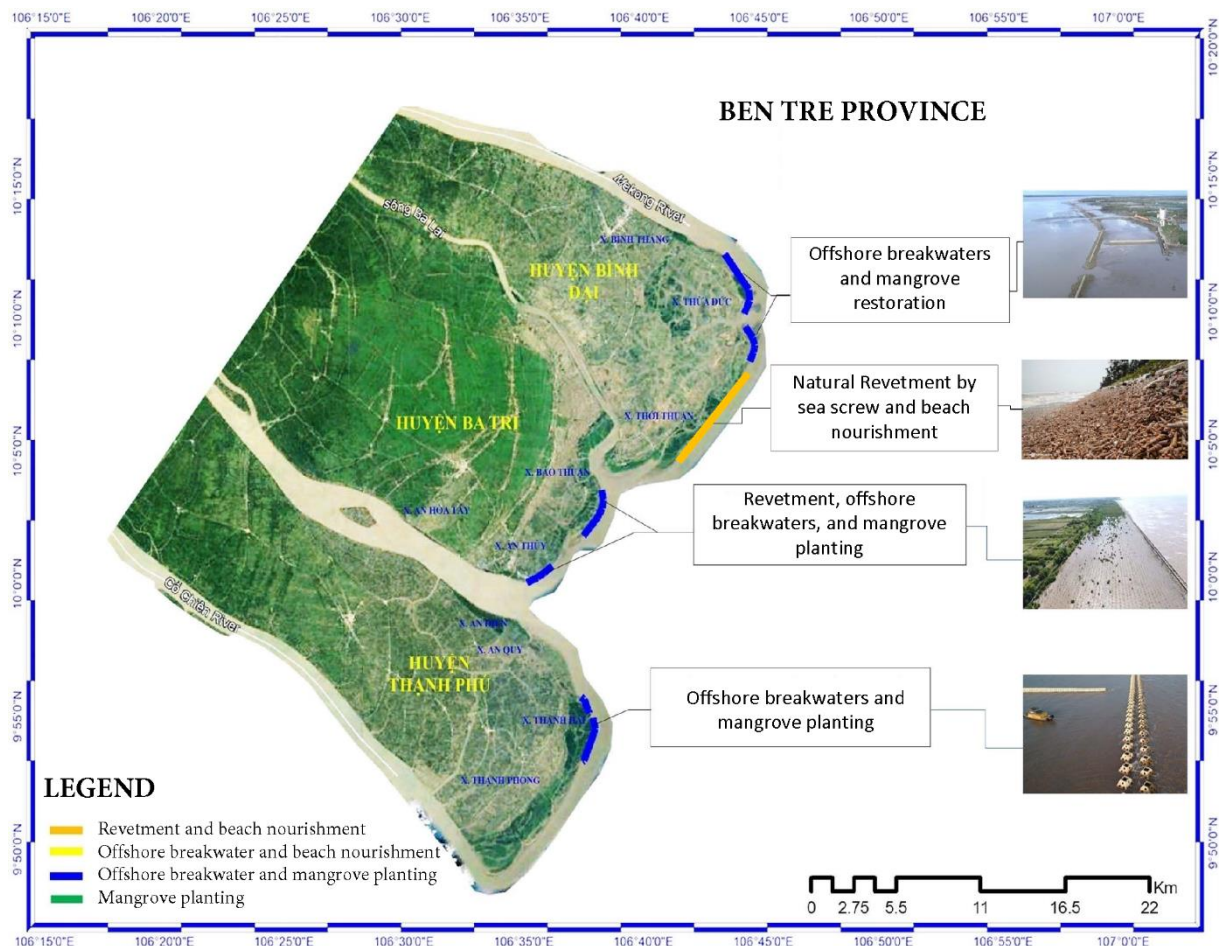 106°15'0"E 106°20'0"E 106°25'0"E 106°30'0"E 106°35'0"E 106°40'0"E 106°45'0"E 106°50'0"E 106°55'0"E 107°0'0"E
10°20'0"N
BEN TRE PROVINCE
10°15'0"N
10°15'0"N
Mekong River
sông Ba Lai
X. BÌNH THẮNG
HUYỆN BÌNH
ĐẠI
X. THỪA ĐỨC
Offshore breakwaters
and mangrove
restoration
10°10'0"N
10°10'0"N
Natural Revetment by
sea screw and beach
nourishment
HUYỆN BA TRI
X. THỚI THUẬN
10°5'0"N
10°5'0"N
X. BẢO THUẬN
X. AN HÒA TÂY
X. AN THỦY
Revetment, offshore
breakwaters, and mangrove
planting
10°0'0"N
10°0'0"N
Cổ Chiên River
X. AN ĐIỀN
X. AN QUY
HUYỆN
THẠNH PHÚ
X. THẠNH HẢI
Offshore breakwaters and
mangrove planting
9°55'0"N
9°55'0"N
X. THẠNH PHONG
9°50'0"N
9°50'0"N
LEGEND
Revetment and beach nourishment
Offshore breakwater and beach nourishment
Offshore breakwater and mangrove planting
Mangrove planting
Km
0 2.75 5.5 11 16.5 22
106°15'0"E 106°20'0"E 106°25'0"E 106°30'0"E 106°35'0"E 106°40'0"E 106°45'0"E 106°50'0"E 106°55'0"E 107°0'0"E